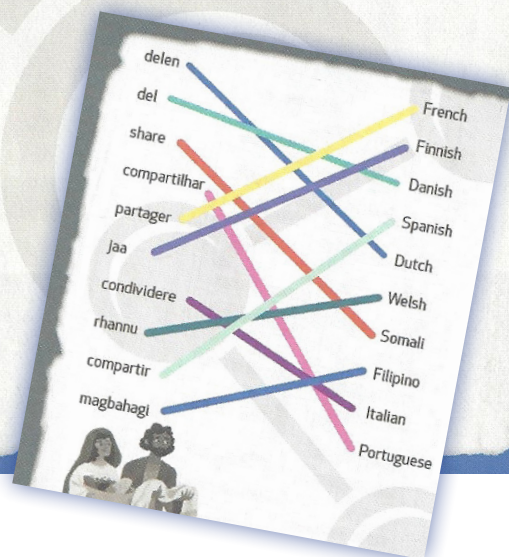 delen
del
share
compartilhar
partager
jaa
condividere
rhannu
compartir
magbahagi
French
Finnish
Danish
Spanish
Dutch
Welsh
Somali
Filipino
Italian
Portuguese